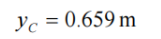 y_C = 0.659 m